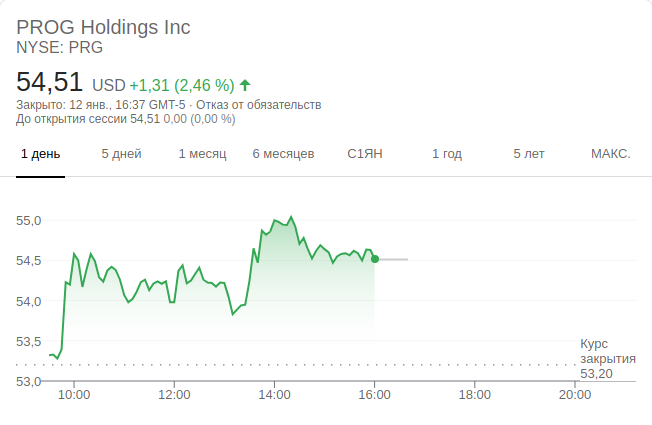 PROG Holdings Inc
NYSE: PRG
54,51 USD +1,31 (2,46 %)
Закрыто: 12 янв., 16:37 GMT-5 · Отказ от обязательств
До открытия сессии 54,51 0,00 (0,00 %)
1 день 5 дней 1 месяц 6 месяцев С1ЯН 1 год 5 лет МАКС.
55,0
54,5
54,0
53,5
Курс
закрытия
53,20
53,0
10:00 12:00 14:00 16:00 18:00 20:00